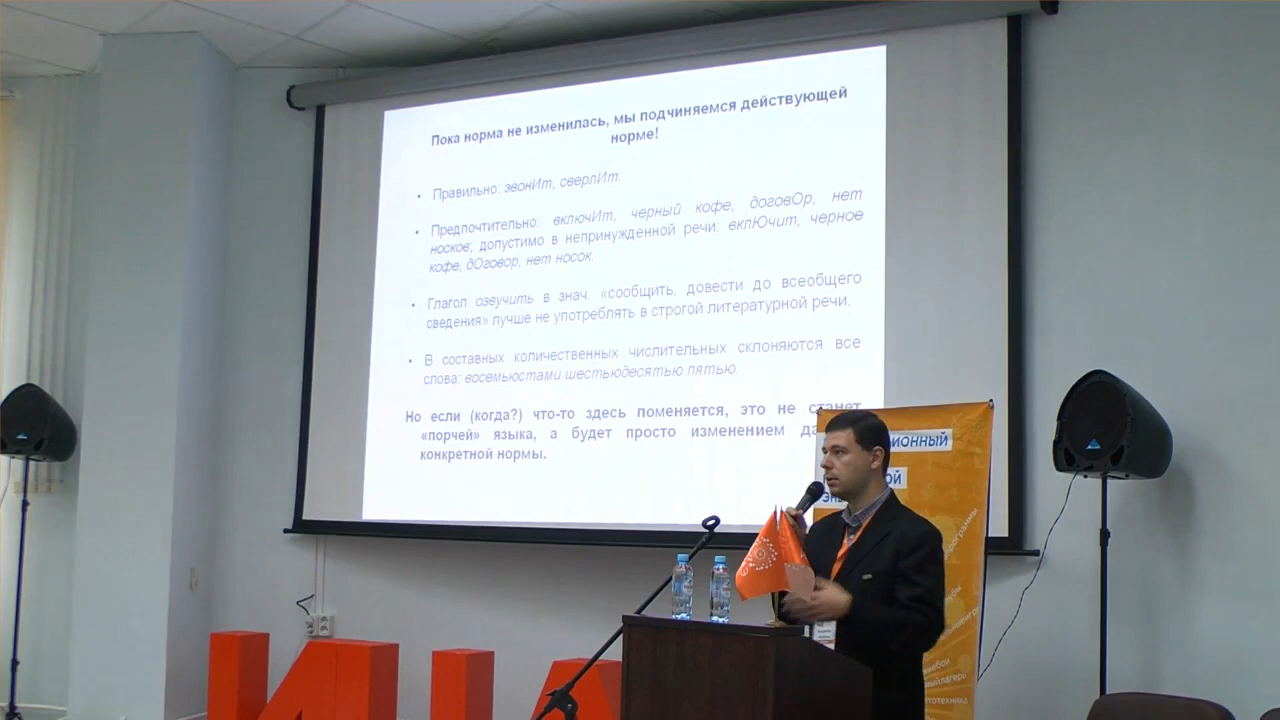 Пока норма не изменилась, мы подчиняемся действующей
норме!
• Правильно: звонИт, сверлИт.
• Предпочтительно: включИт, черный кофе, договОр, нет
носков; допустимо в непринужденной речи: вклЮчит, черное
кофе, дОговор, нет носок.
• Глагол озвучить в знач. «сообщить, довести до всеобщего
сведения» лучше не употреблять в строгой литературной речи.
• В составных количественных числительных склоняются все
слова: восемьюстами шестьюдесятью пятью.
Но если (когда?) что-то здесь поменяется, это не станет
«порчей» языка, а будет просто изменением
конкретной нормы.